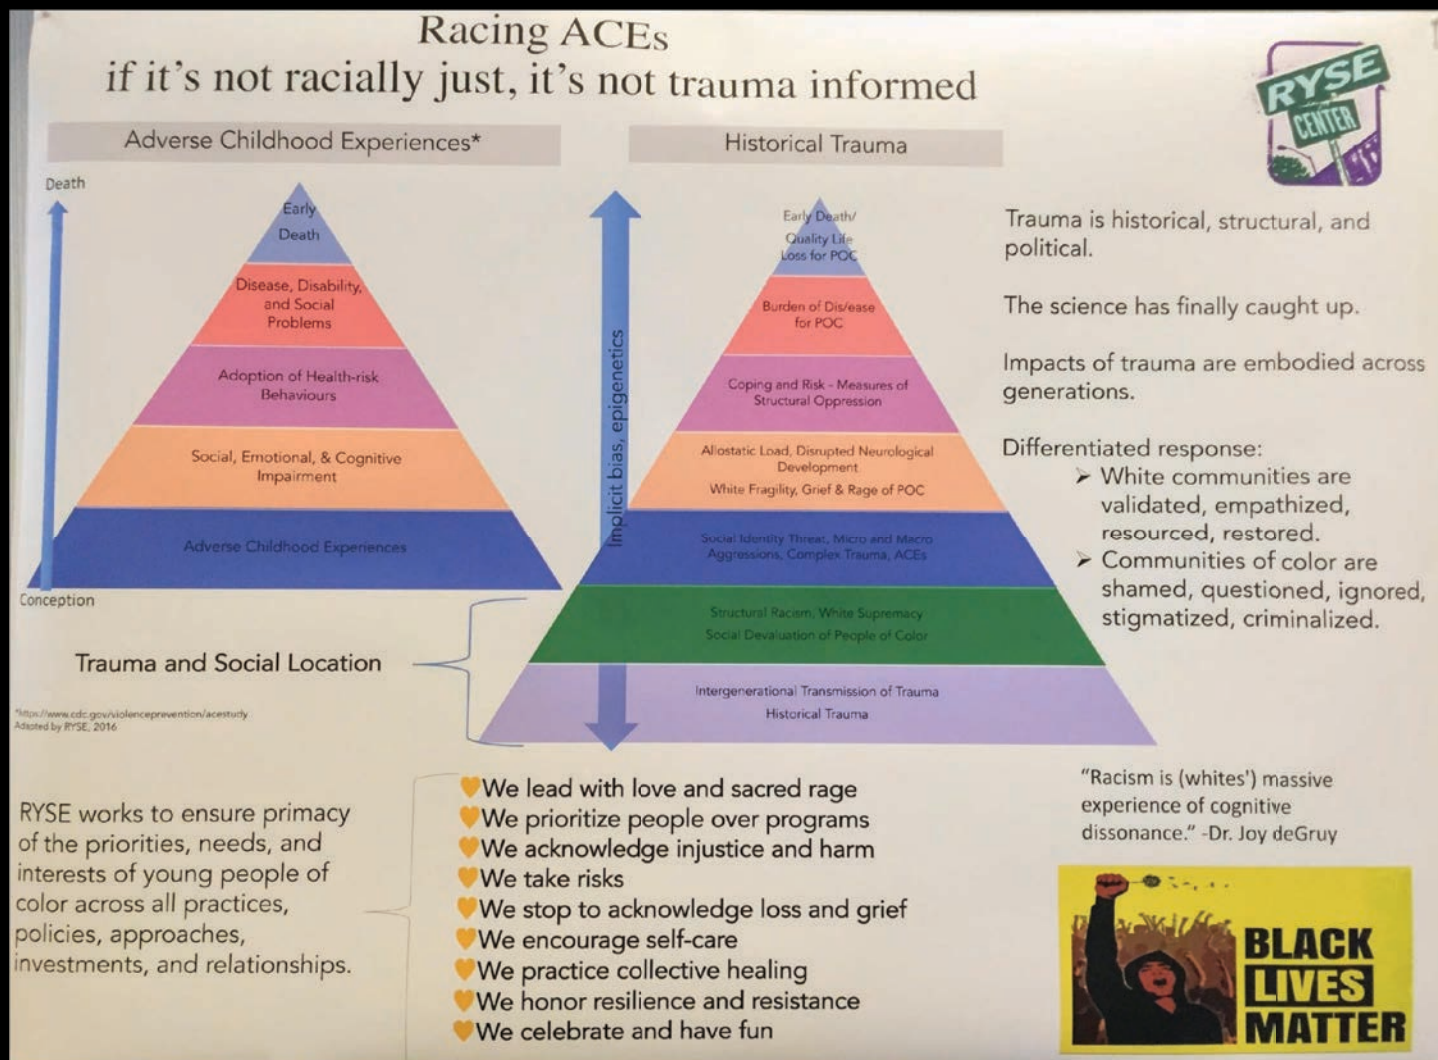 Racing ACEs
if it's not racially just, it's not trauma informed
RYSE
CENTER
Adverse Childhood Experiences*
Death
Early
Death
Disease, Disability,
and Social
Problems
Adoption of Health-risk
Behaviours
Social, Emotional, & Cognitive
Impairment
Adverse Childhood Experiences
Conception
Historical Trauma
Implicit bias, epigenetics
Early Death/
Quality Life
Loss for POC
Burden of Dis/ease
for POC
Coping and Risk - Measures of
Structural Oppression
Allostatic Load, Disrupted Neurological
Development
White Fragility, Grief & Rage of POC
Social Identity Threat, Micro and Macro
Aggressions, Complex Trauma, ACEs
Structural Racism, White Supremacy
Social Devaluation of People of Color
Intergenerational Transmission of Trauma
Historical Trauma
Trauma and Social Location
*https://www.cdc.gov/violenceprevention/acestudy
Adapted by RYSE, 2016
Trauma is historical, structural, and
political.
The science has finally caught up.
Impacts of trauma are embodied across
generations.
Differentiated response:
➢ White communities are
validated, empathized,
resourced, restored.
➢ Communities of color are
shamed, questioned, ignored,
stigmatized, criminalized.
RYSE works to ensure primacy
of the priorities, needs, and
interests of young people of
color across all practices,
policies, approaches,
investments, and relationships.
We lead with love and sacred rage
We prioritize people over programs
We acknowledge injustice and harm
We take risks
We stop to acknowledge loss and grief
We encourage self-care
We practice collective healing
We honor resilience and resistance
We celebrate and have fun
"Racism is (whites') massive
experience of cognitive
dissonance." -Dr. Joy deGruy
BLACK
LIVES
MATTER